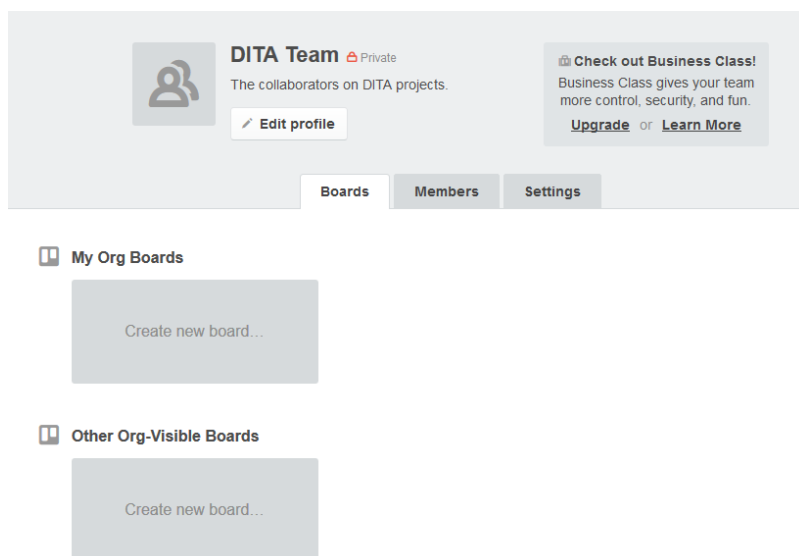 DITA Team Private
The collaborators on DITA projects.
Edit profile
Check out Business Class!
Business Class gives your team
more control, security, and fun.
Upgrade or Learn More
Boards Members Settings
My Org Boards
Create new board...
Other Org-Visible Boards
Create new board...